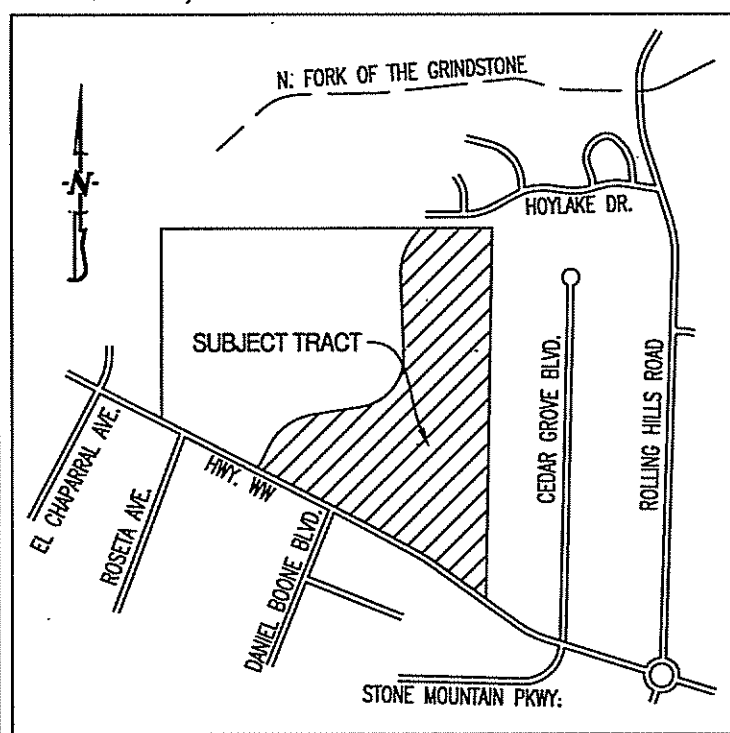 N: FORK OF THE GRINDSTONE
N
HOYLAKE DR.
SUBJECT TRACT
CEDAR GROVE BLVD.
ROLLING HILLS ROAD
EL CHAPARRAL AVE.
ROSETA AVE.
HWY. WW
DANIEL BOONE BLVD.
STONE MOUNTAIN PKWY: